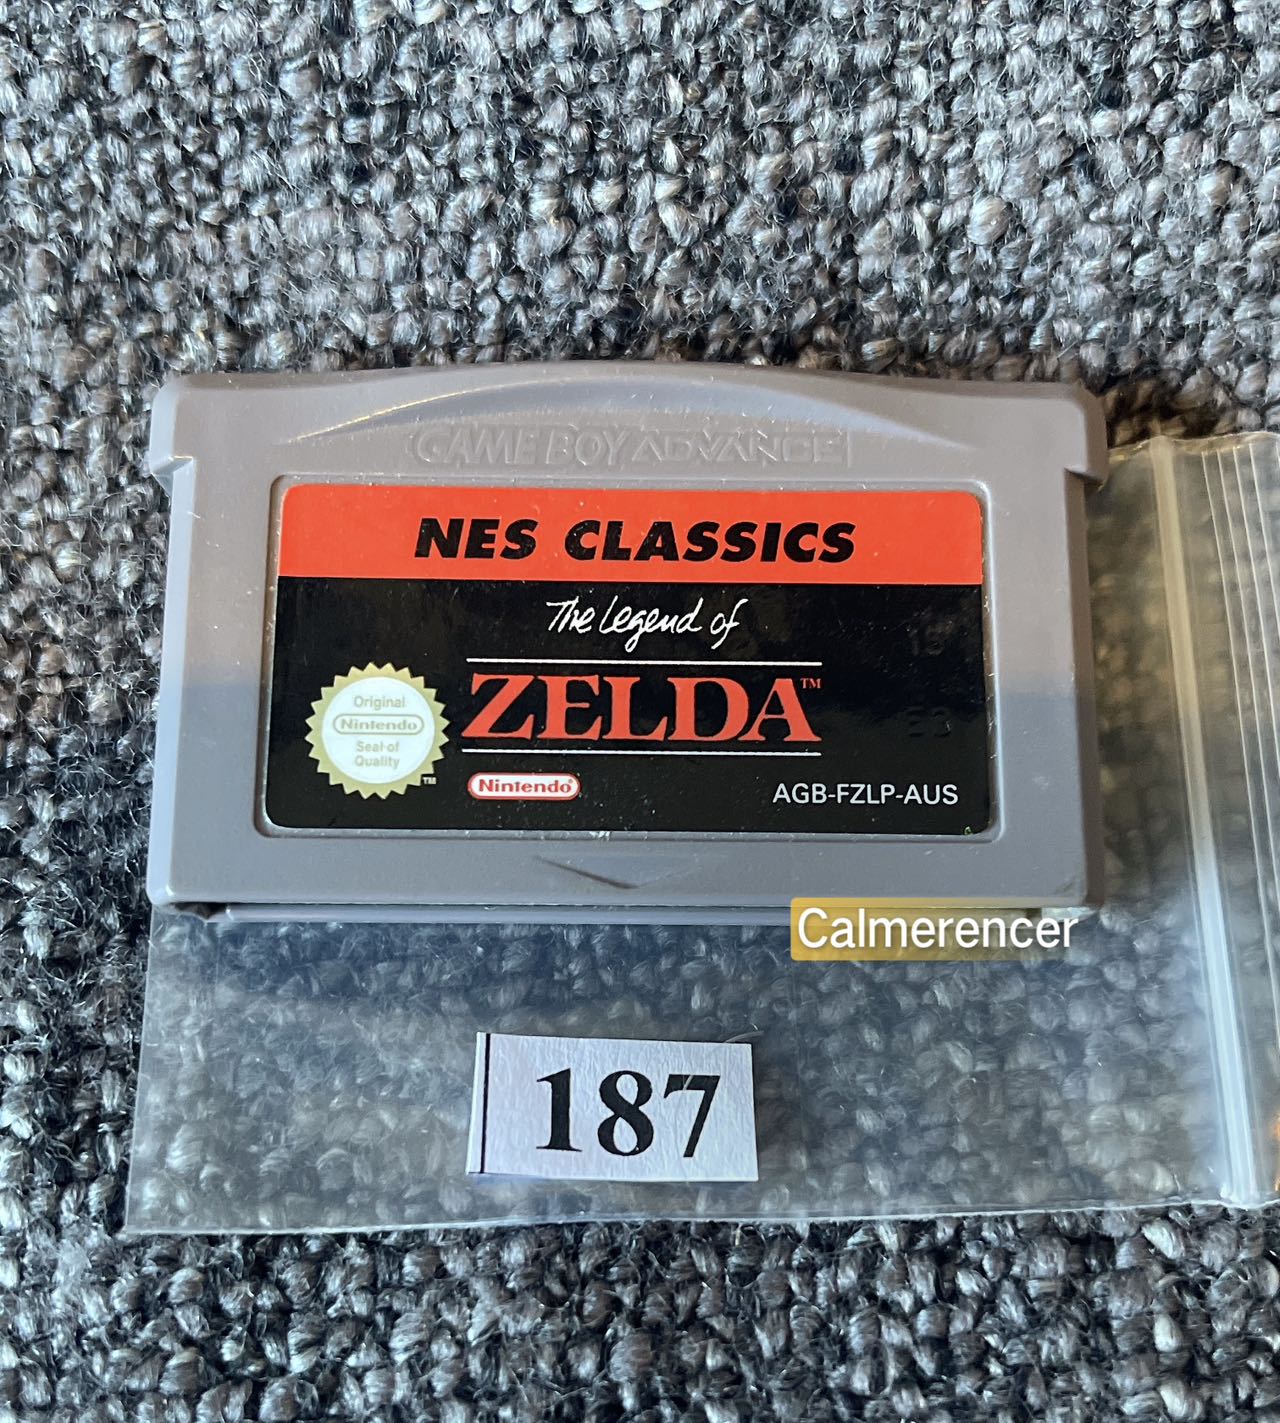 GAME BOY ADVANCE
NES CLASSICS
The Legend of
ZELDA™
Original
Nintendo
Seal of
Quality
™
Nintendo®
AGB-FZLP-AUS
Calmerencer
187